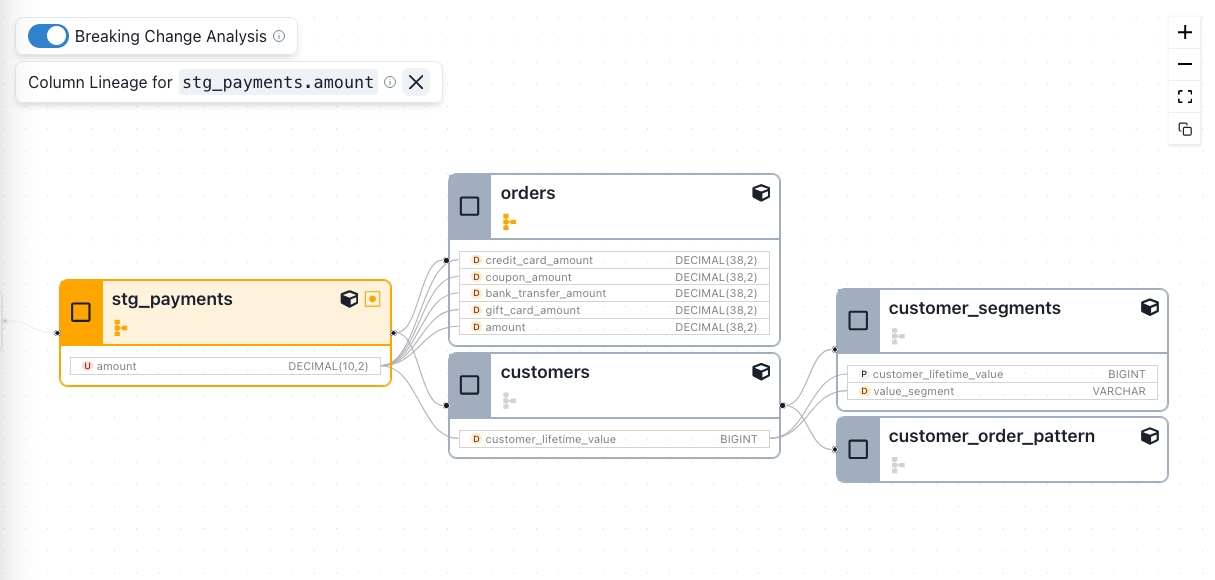 Breaking Change Analysis
Column Lineage for stg_payments.amount
orders
D credit_card_amount DECIMAL(38,2)
D coupon_amount DECIMAL(38,2)
D bank_transfer_amount DECIMAL(38,2)
D gift_card_amount DECIMAL(38,2)
D amount DECIMAL(38,2)
stg_payments
U amount DECIMAL(10,2)
customers
D customer_lifetime_value BIGINT
customer_segments
P customer_lifetime_value BIGINT
D value_segment VARCHAR
customer_order_pattern